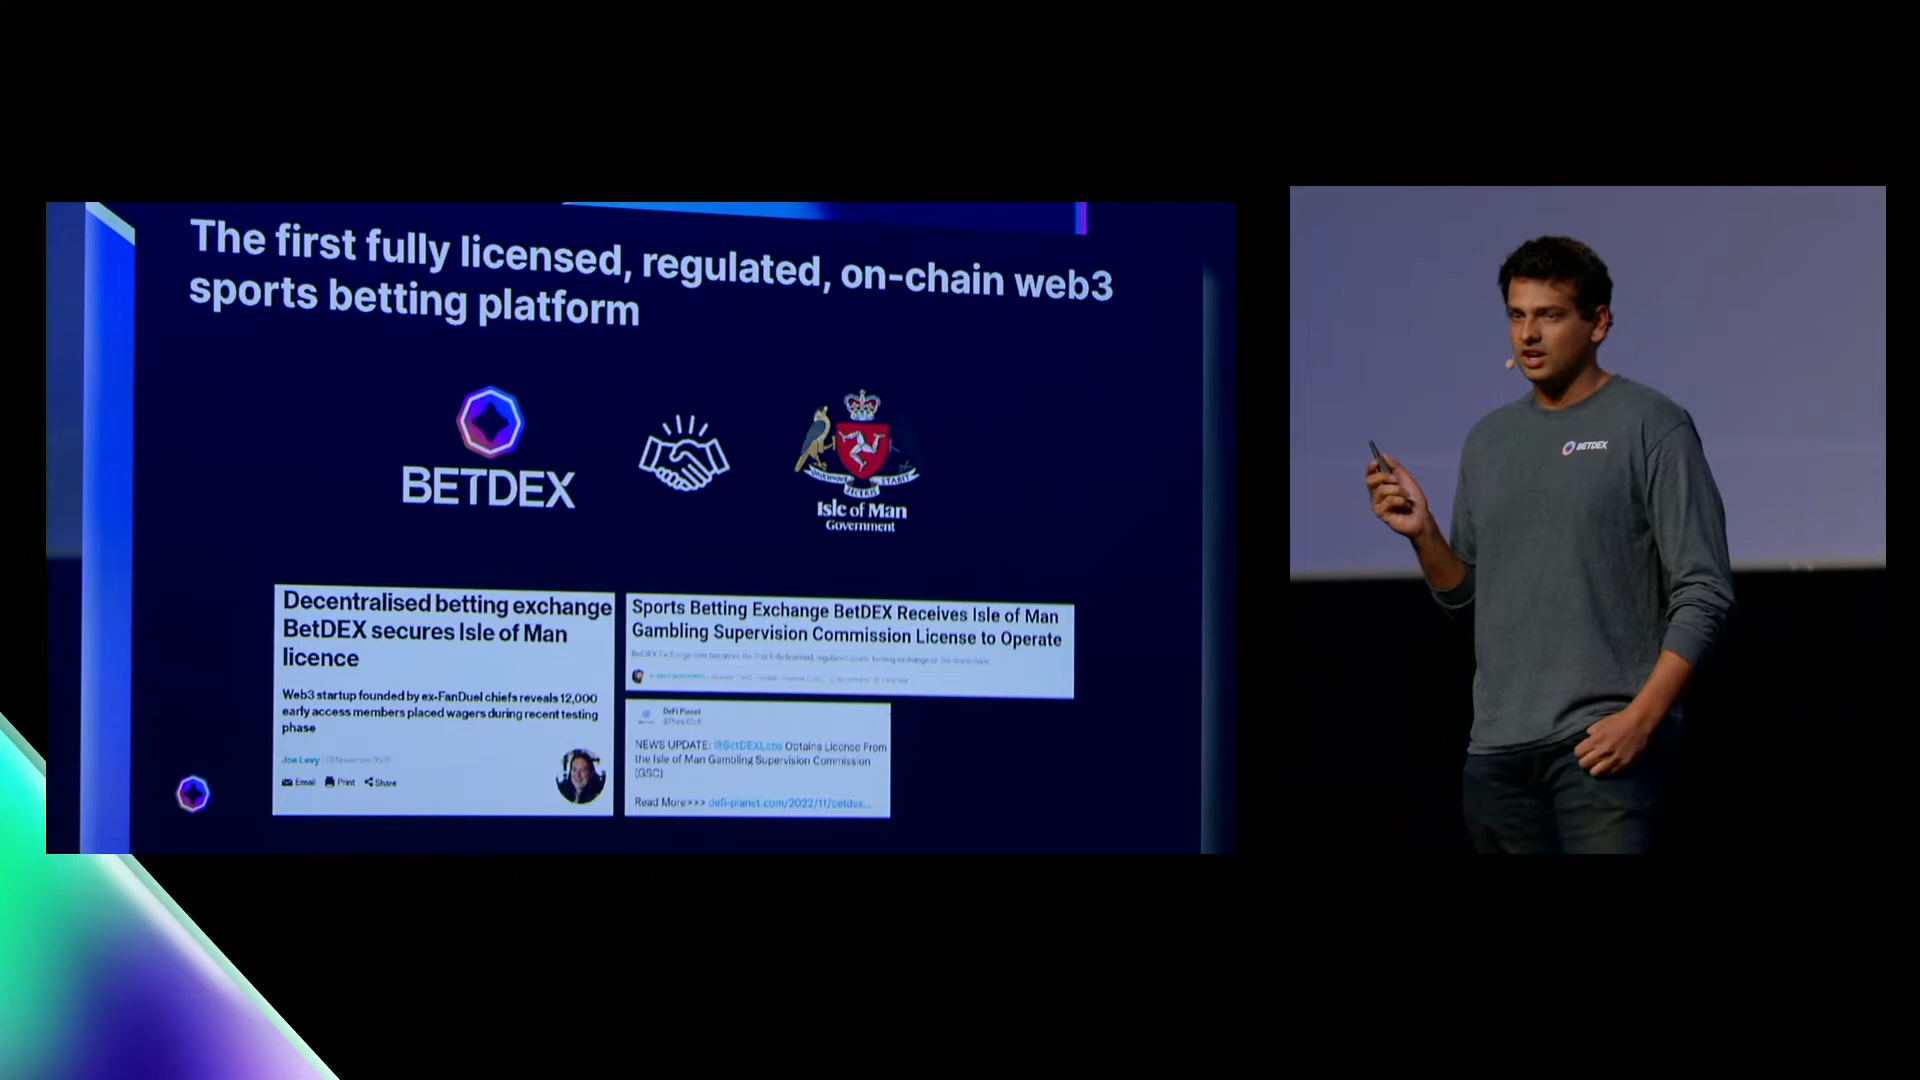 The first fully licensed, regulated, on-chain web3
sports betting platform
BETDEX
STABIT
Isle of Man
Government
Decentralised betting exchange
BetDEX secures Isle of Man
licence
Web3 startup founded by ex-FanDuel chiefs reveals 12,000
early access members placed wagers during recent testing
phase
Joe Levy
Email Print Share
Sports Betting Exchange BetDEX Receives Isle of Man
Gambling Supervision Commission License to Operate
DeFi Planet
NEWS UPDATE: @BetDEXLabs Obtains License From
the Isle of Man Gambling Supervision Commission
(GSC)
Read More>>> defi-planet.com/2022/11/betdex...
BETDEX